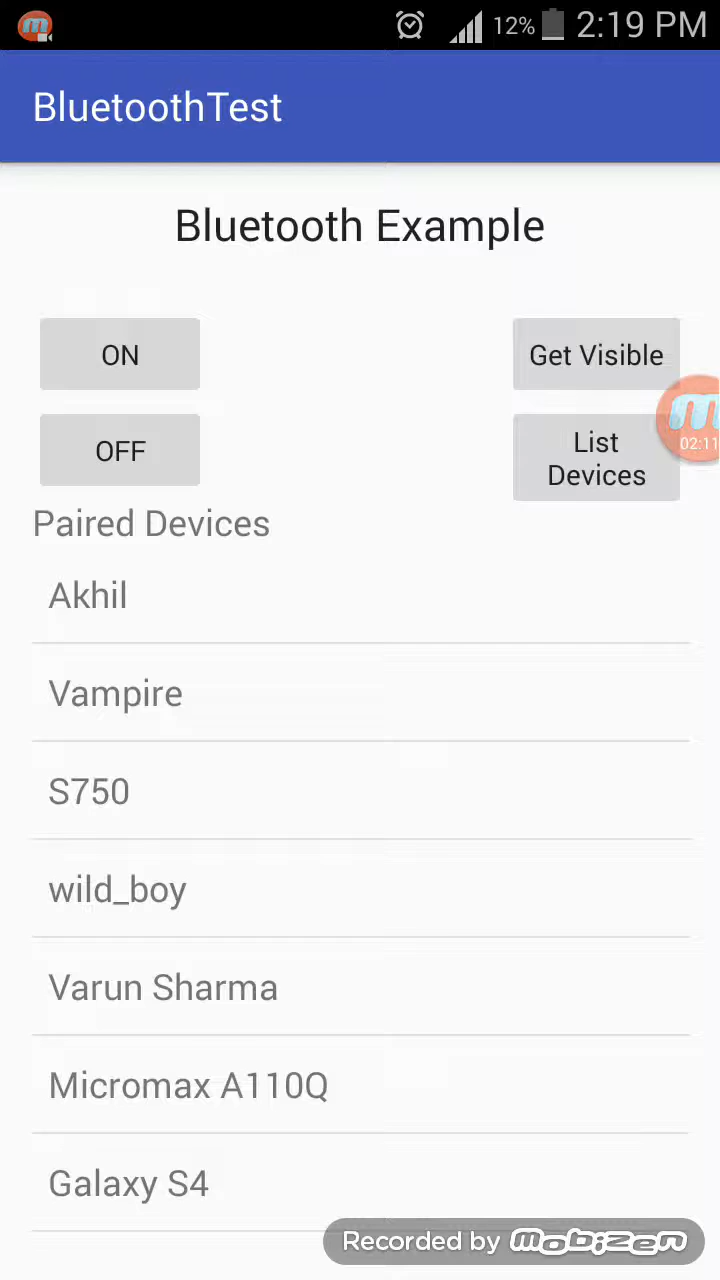 12% 2:19 PM
BluetoothTest
Bluetooth Example
ON
Get Visible
OFF
List
Devices
02:11
Paired Devices
Akhil
Vampire
S750
wild_boy
Varun Sharma
Micromax A110Q
Galaxy S4
Recorded by mobizen